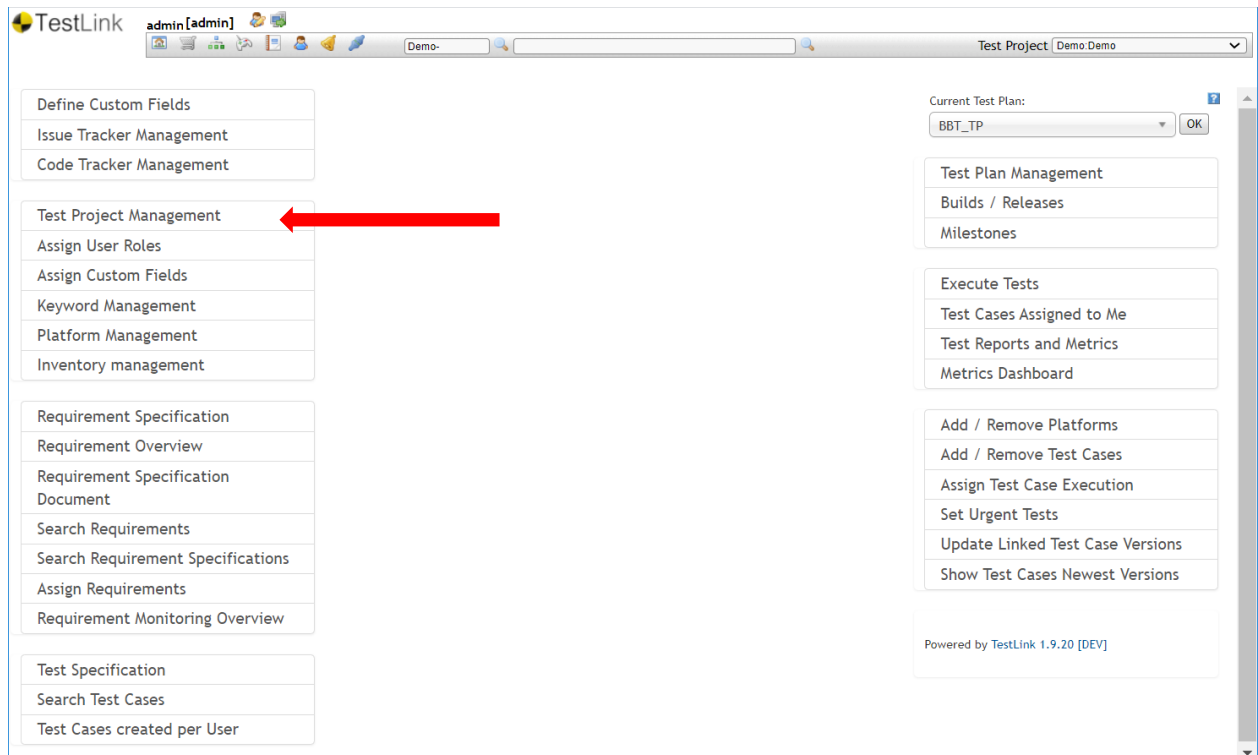 TestLink
admin [admin]
Demo-
Test Project Demo:Demo
Define Custom Fields
Issue Tracker Management
Code Tracker Management
Test Project Management
Assign User Roles
Assign Custom Fields
Keyword Management
Platform Management
Inventory management
Requirement Specification
Requirement Overview
Requirement Specification
Document
Search Requirements
Search Requirement Specifications
Assign Requirements
Requirement Monitoring Overview
Test Specification
Search Test Cases
Test Cases created per User
Current Test Plan:
?
BBT_TP
OK
Test Plan Management
Builds / Releases
Milestones
Execute Tests
Test Cases Assigned to Me
Test Reports and Metrics
Metrics Dashboard
Add / Remove Platforms
Add / Remove Test Cases
Assign Test Case Execution
Set Urgent Tests
Update Linked Test Case Versions
Show Test Cases Newest Versions
Powered by TestLink 1.9.20 [DEV]